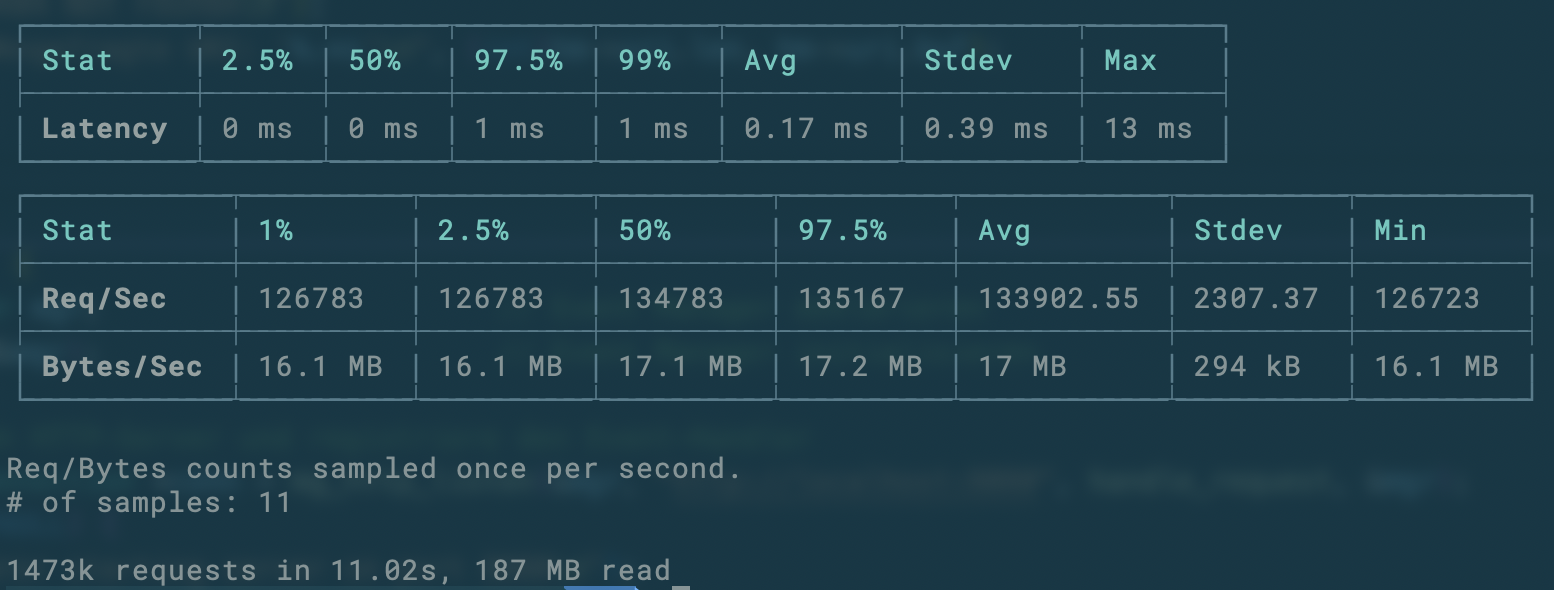 Stat 2.5% 50% 97.5% 99% Avg Stdev Max
Latency 0 ms 0 ms 1 ms 1 ms 0.17 ms 0.39 ms 13 ms
Stat 1% 2.5% 50% 97.5% Avg Stdev Min
Req/Sec 126783 126783 134783 135167 133902.55 2307.37 126723
Bytes/Sec 16.1 MB 16.1 MB 17.1 MB 17.2 MB 17 MB 294 kB 16.1 MB
Req/Bytes counts sampled once per second.
# of samples: 11
1473k requests in 11.02s, 187 MB read